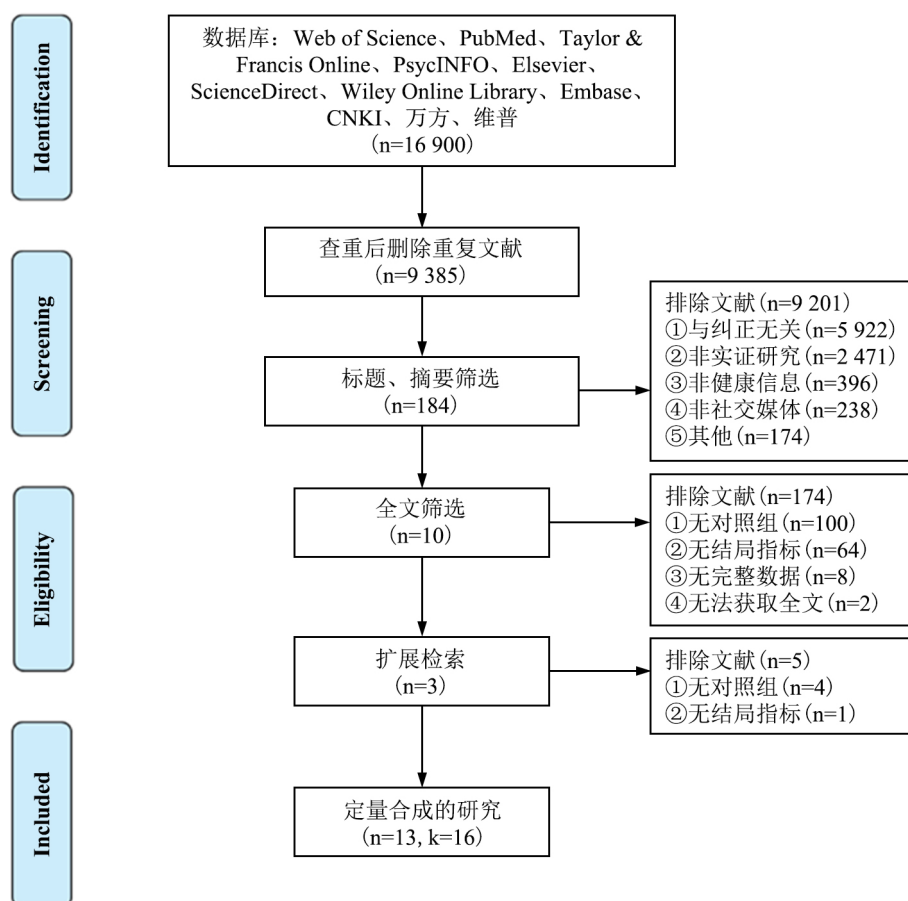 Identification
数据库：Web of Science、PubMed、Taylor &
Francis Online、PsycINFO、Elsevier、
ScienceDirect、Wiley Online Library、Embase、
CNKI、万方、维普
(n=16 900)
Screening
查重后删除重复文献
(n=9 385)
标题、摘要筛选
(n=184)
排除文献(n=9 201)
①与纠正无关(n=5 922)
②非实证研究(n=2 471)
③非健康信息(n=396)
④非社交媒体(n=238)
⑤其他(n=174)
Eligibility
全文筛选
(n=10)
排除文献(n=174)
①无对照组(n=100)
②无结局指标(n=64)
③无完整数据(n=8)
④无法获取全文(n=2)
扩展检索
(n=3)
排除文献(n=5)
①无对照组(n=4)
②无结局指标(n=1)
Included
定量合成的研究
(n=13, k=16)